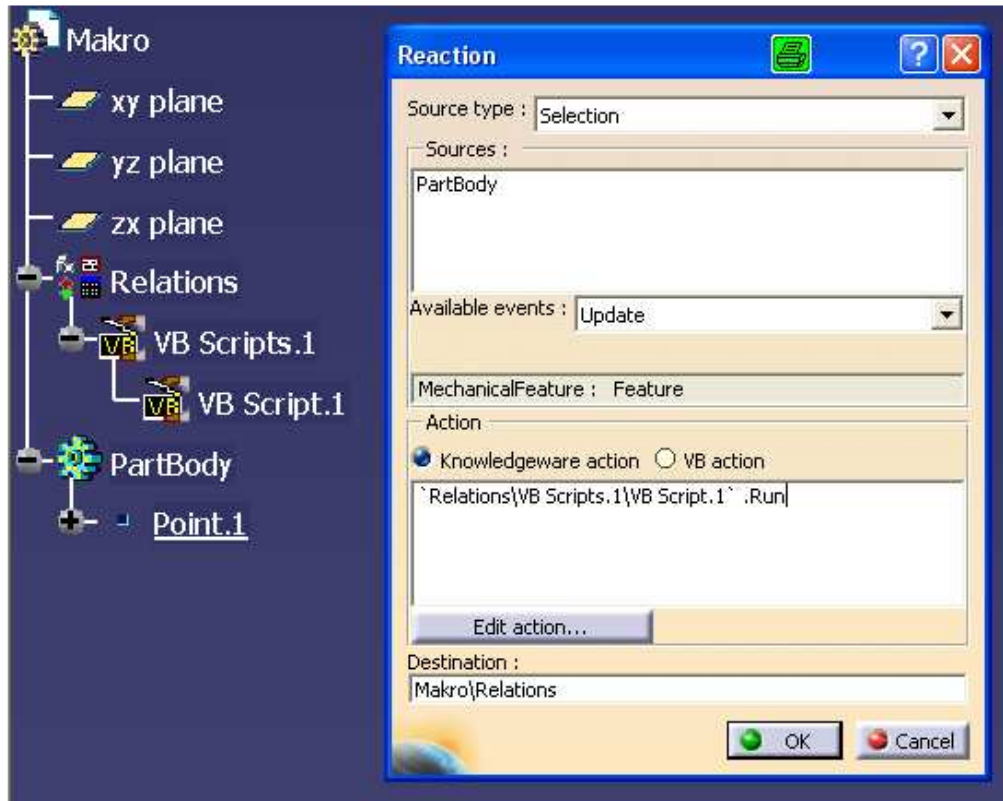 Makro
xy plane
yz plane
zx plane
Relations
VB Scripts.1
VB Script.1
PartBody
Point.1
Reaction
Source type : Selection
Sources :
PartBody
Available events : Update
MechanicalFeature : Feature
Action
Knowledgeware action VB action
`Relations\VB Scripts.1\VB Script.1` .Run
Edit action...
Destination :
Makro\Relations
OK Cancel